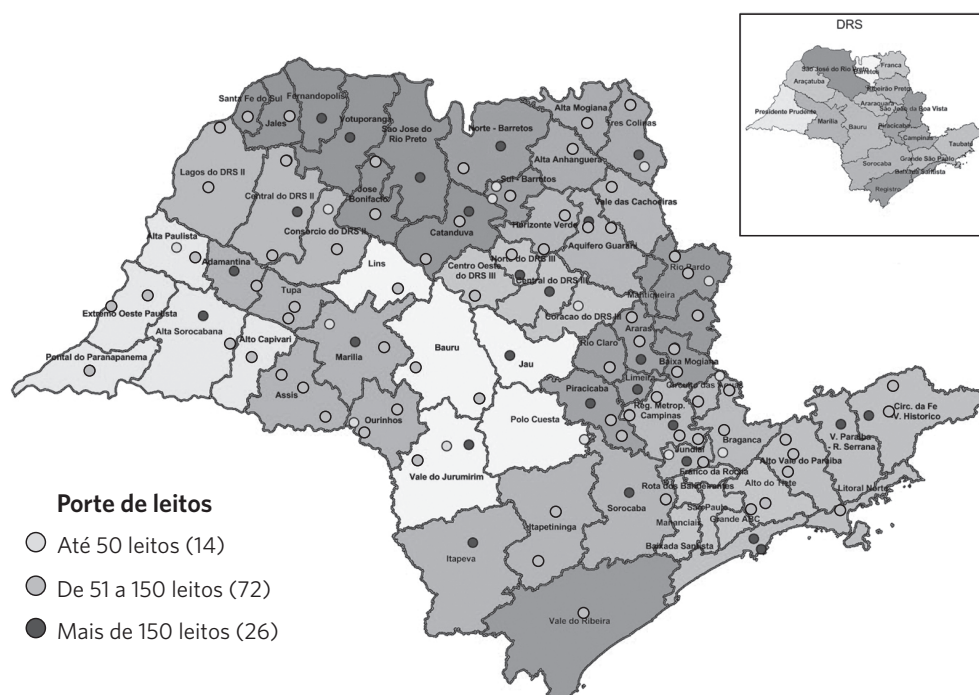 DRS
São José do Rio Preto
Barretos
Franca
Araçatuba
Ribeirão Preto
Araraquara
São João da Boa Vista
Presidente Prudente
Marília
Bauru
Piracicaba
Campinas
Taubaté
Sorocaba
Grande São Paulo
Baixada Santista
Registro
Santa Fe do Sul
Fernandopolis
Jales
Votuporanga
São Jose do
Rio Preto
Norte - Barretos
Alta Mogiana
Tres Colinas
Alta Anhanguera
Lagos do DRS II
Central do DRS II
Jose
Bonifacio
Sul - Barretos
Vale das Cachoeiras
Consorcio do DRS II
Catanduva
Horizonte Verde
Aquifero Guarani
Alta Paulista
Adamantina
Lins
Centro Oeste
do DRS III
Norte do DRS III
Central do DRS III
Rio Pardo
Mantiqueira
Tupa
Coracao do DRS III
Extremo Oeste Paulista
Alta Sorocabana
Alto Capivari
Marilia
Bauru
Jau
Rio Claro
Araras
Baixa Mogiana
Pontal do Paranapanema
Assis
Piracicaba
Limeira
Circuito das Aguas
Ourinhos
Polo Cuesta
Reg. Metrop.
Campinas
Braganca
Jundiai
Circ. da Fe
V. Historico
V. Paraiba
- R. Serrana
Vale do Jurumirim
Franco da Rocha
Alto Vale do Paraiba
Rota dos Bandeirantes
Alto do Tiete
Litoral Norte
Sorocaba
São Paulo
Itapetininga
Mananciais
Grande ABC
Itapeva
Baixada Santista
Vale do Ribeira
Porte de leitos
Até 50 leitos (14)
De 51 a 150 leitos (72)
Mais de 150 leitos (26)